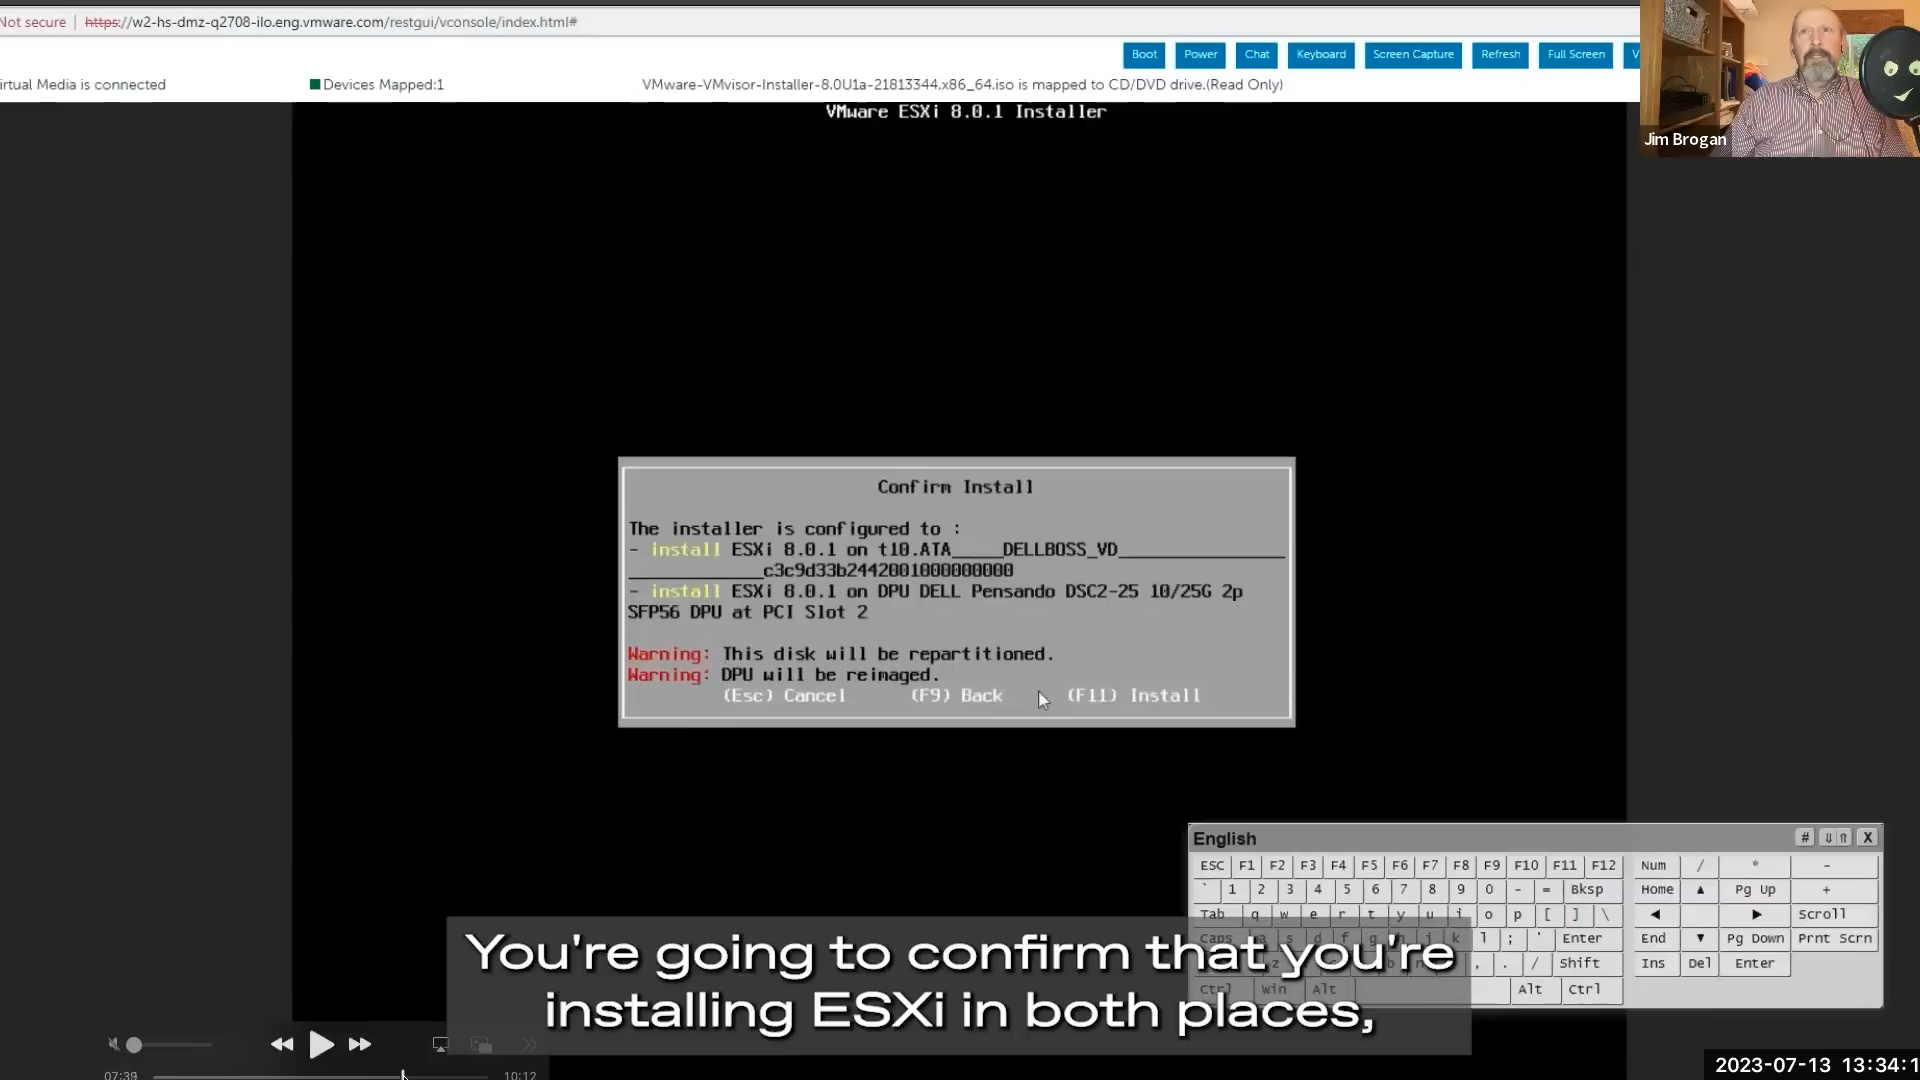 Not secure | https://w2-hs-dmz-q2708-ilo.eng.vmware.com/restgui/vconsole/index.html#
Boot Power Chat Keyboard Screen Capture Refresh Full Screen V
irtual Media is connected Devices Mapped:1 VMware-VMvisor-Installer-8.0U1a-21813344.x86_64.iso is mapped to CD/DVD drive.(Read Only)
Jim Brogan
VMware ESXi 8.0.1 Installer
Confirm Install
The installer is configured to :
- install ESXi 8.0.1 on t10.ATA_____DELLBOSS_VD________________
_____________c3c9d33b2442001000000000
- install ESXi 8.0.1 on DPU DELL Pensando DSC2-25 10/25G 2p
SFP56 DPU at PCI Slot 2
Warning: This disk will be repartitioned.
Warning: DPU will be reimaged.
(Esc) Cancel (F9) Back (F11) Install
English # X
ESC F1 F2 F3 F4 F5 F6 F7 F8 F9 F10 F11 F12 Num / * -
` 1 2 3 4 5 6 7 8 9 0 - = Bksp Home ▲ Pg Up +
Tab q w e r t y u i o p [ ] \ ◀ ▶ Scroll
Caps a s d f g h j k l ; ' Enter End ▼ Pg Down Prnt Scrn
z b , . / Shift Ins Del Enter
Ctrl Win Alt Alt Ctrl
You're going to confirm that you're
installing ESXi in both places,
07:39 10:12
2023-07-13 13:34:1